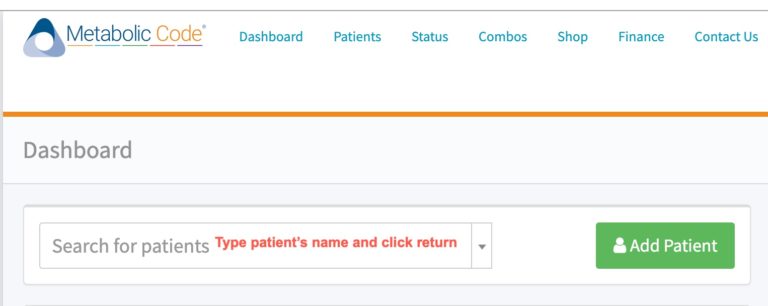 Metabolic Code®
Dashboard Patients Status Combos Shop Finance Contact Us
Dashboard
Search for patients Type patient's name and click return
Add Patient